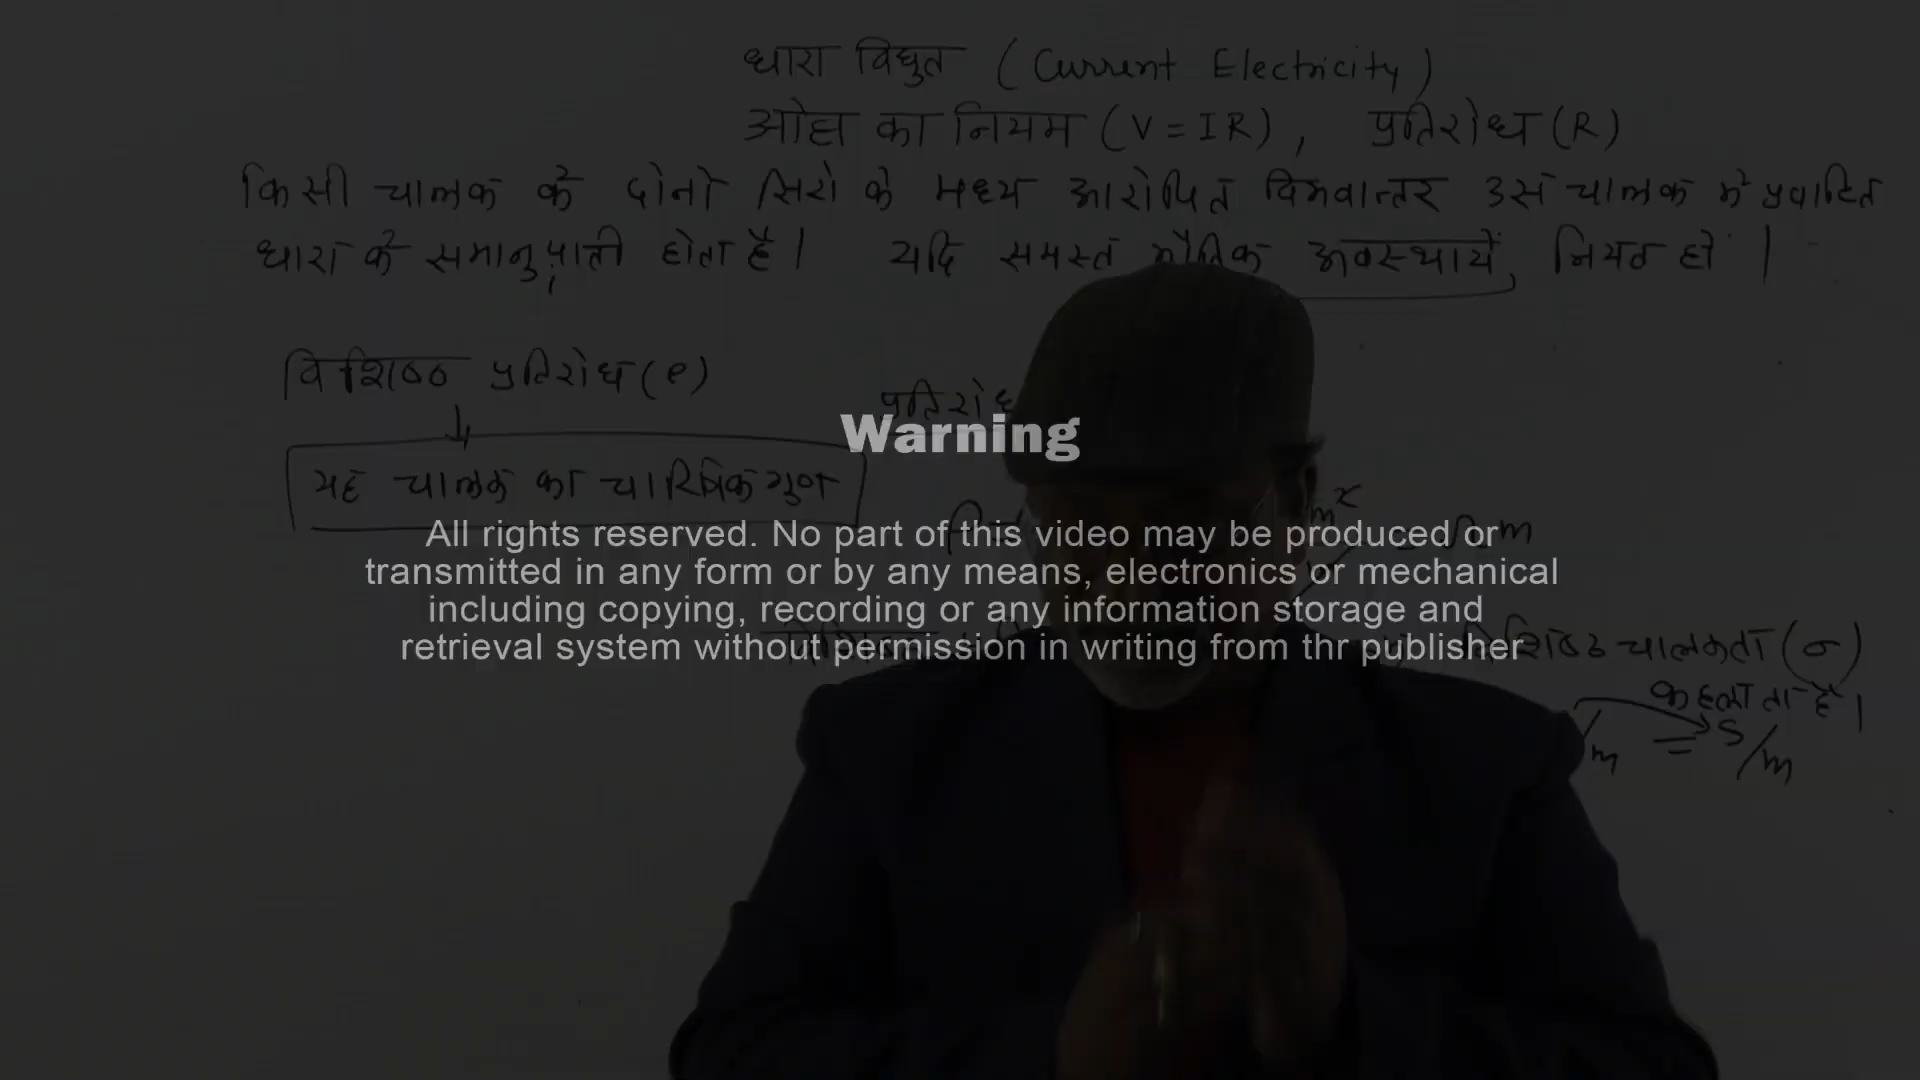 धारा विद्युत (Current Electricity)
ओह्म का नियम (V = IR), प्रतिरोध (R)
किसी चालक के दोनो सिरो के मध्य आरोपित विभवान्तर उस चालक मे प्रवाहित
धारा के समानुपाती होता है। यदि समस्त भौतिक अवस्थायें, नियत हो।
विशिष्ठ प्रतिरोध (ρ)
प्रतिरोध
यह चालक का चारित्रिक गुण
Warning
All rights reserved. No part of this video may be produced or
transmitted in any form or by any means, electronics or mechanical
including copying, recording or any information storage and
retrieval system without permission in writing from thr publisher
चालकता (σ)
कहलाता है।
/m = S/m